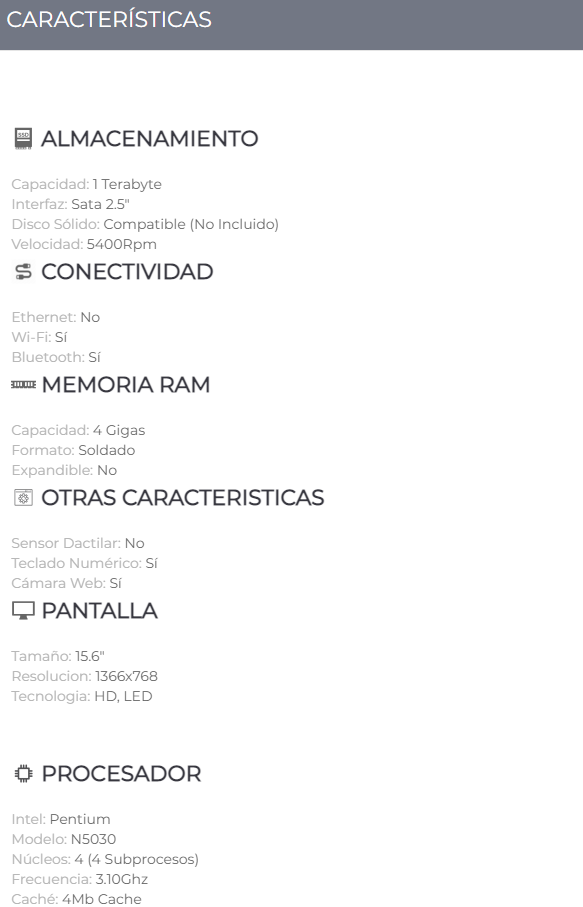 CARACTERÍSTICAS
SSD
ALMACENAMIENTO
Capacidad: 1 Terabyte
Interfaz: Sata 2.5"
Disco Sólido: Compatible (No Incluido)
Velocidad: 5400Rpm
CONECTIVIDAD
Ethernet: No
Wi-Fi: Sí
Bluetooth: Sí
MEMORIA RAM
Capacidad: 4 Gigas
Formato: Soldado
Expandible: No
OTRAS CARACTERISTICAS
Sensor Dactilar: No
Teclado Numérico: Sí
Cámara Web: Sí
PANTALLA
Tamaño: 15.6"
Resolucion: 1366x768
Tecnologia: HD, LED
PROCESADOR
Intel: Pentium
Modelo: N5030
Núcleos: 4 (4 Subprocesos)
Frecuencia: 3.10Ghz
Caché: 4Mb Cache